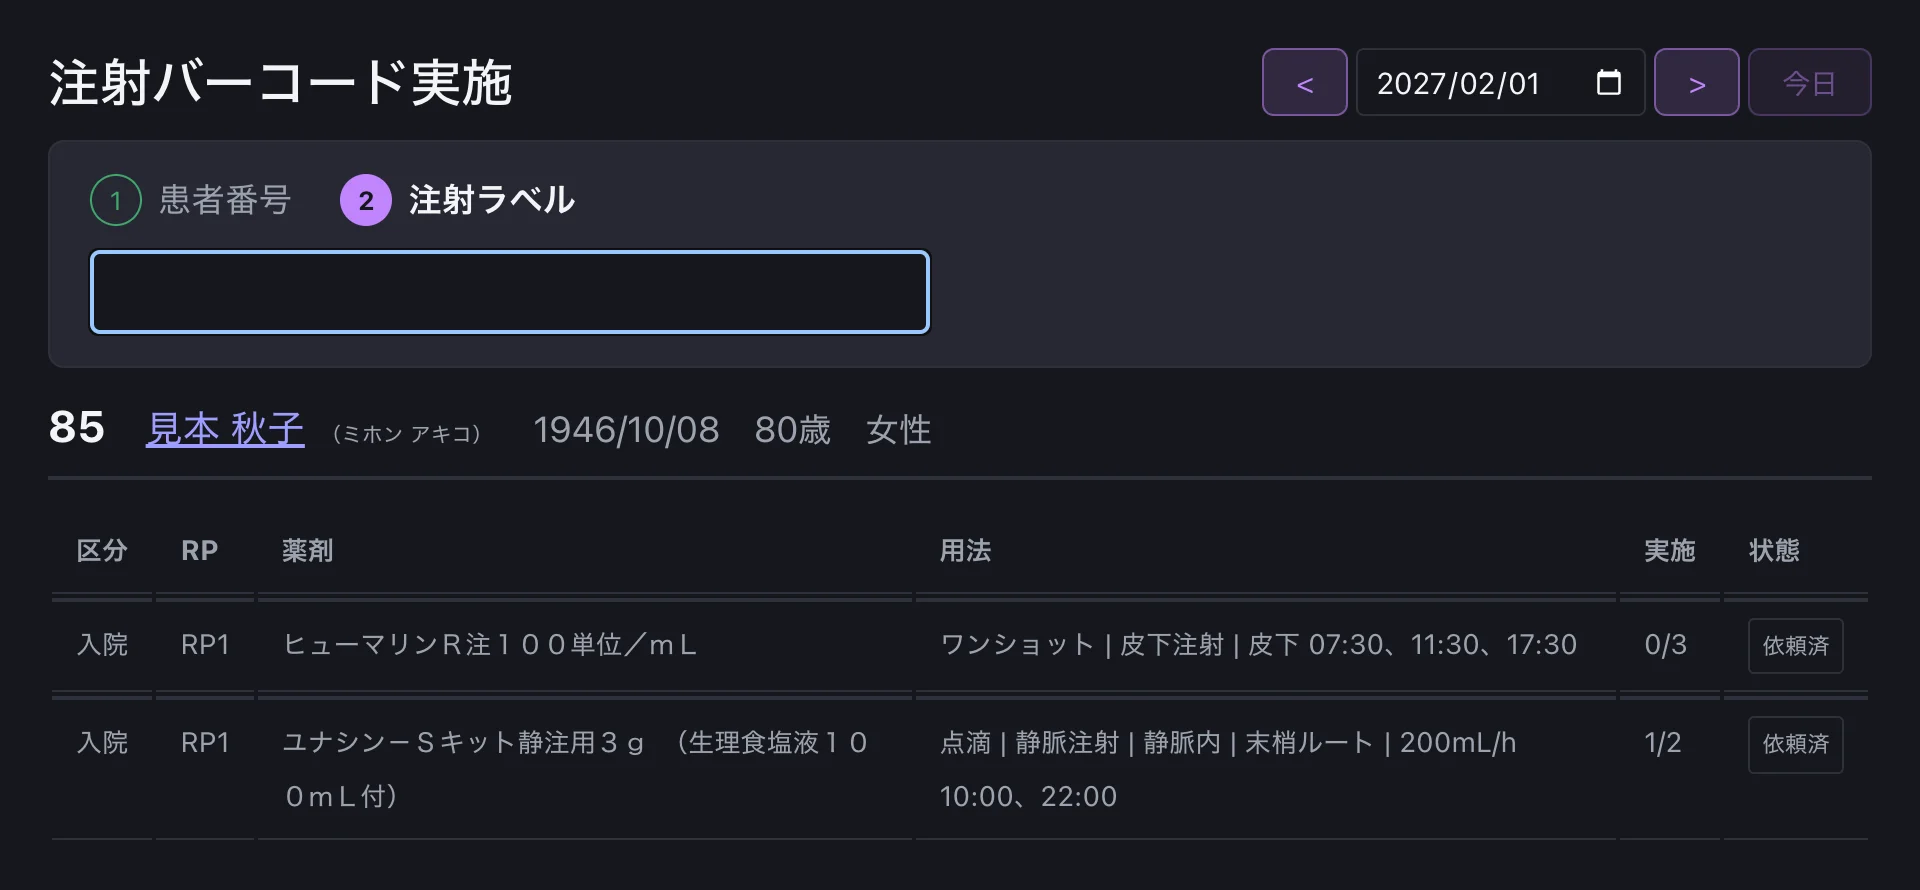 注射バーコード実施
< 2027/02/01 > 今日
1 患者番号 2 注射ラベル
85 見本 秋子 （ミホン アキコ） 1946/10/08 80歳 女性
区分 RP 薬剤 用法 実施 状態
入院 RP1 ヒューマリンＲ注１００単位／ｍＬ ワンショット | 皮下注射 | 皮下 07:30、11:30、17:30 0/3 依頼済
入院 RP1 ユナシン－Ｓキット静注用３ｇ （生理食塩液１０ 点滴 | 静脈注射 | 静脈内 | 末梢ルート | 200mL/h 1/2 依頼済
０ｍＬ付） 10:00、22:00